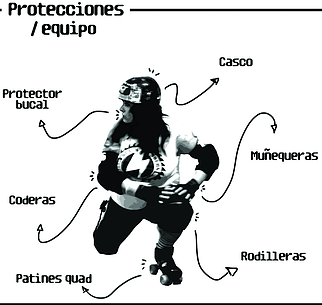 Protecciones
/ equipo
Casco
Protector
bucal
Muñequeras
Coderas
Rodilleras
Patines quad